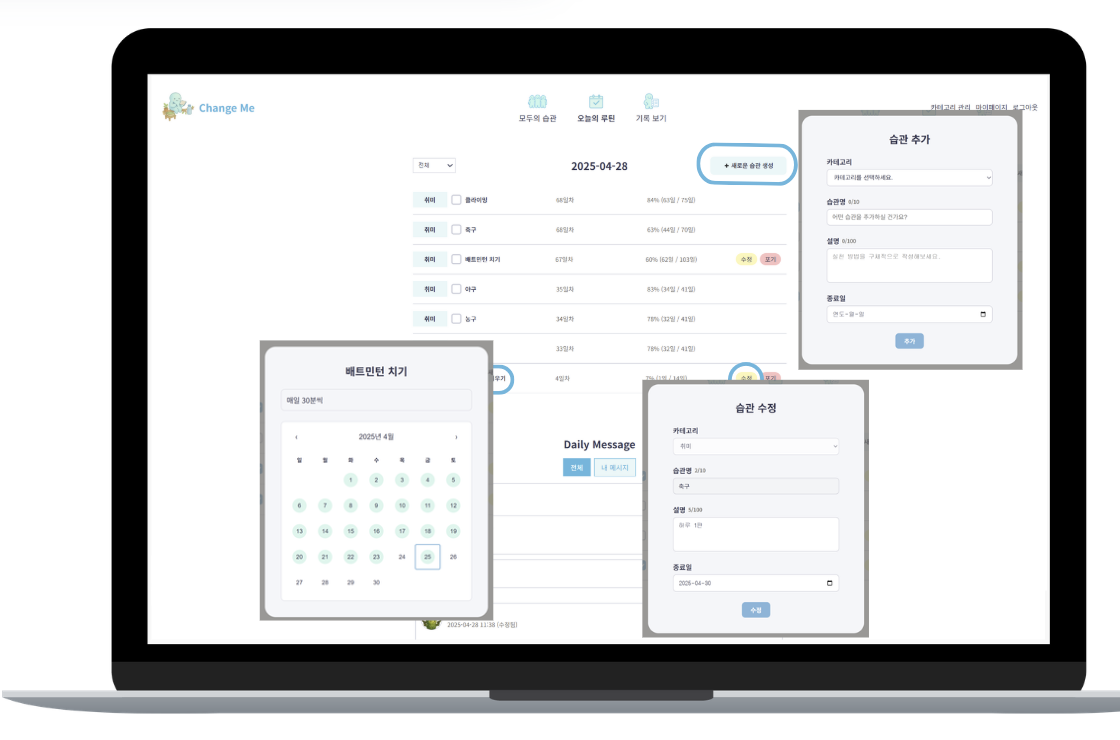 Change Me
모두의 습관 오늘의 루틴 기록 보기
카테고리 관리 마이페이지 로그아웃
전체 2025-04-28 + 새로운 습관 생성
취미 클라이밍 68일차 84% (63일 / 75일)
취미 축구 68일차 63% (44일 / 70일)
취미 배트민턴 치기 67일차 60% (62일 / 103일) 수정 포기
취미 야구 35일차 83% (34일 / 41일)
취미 농구 34일차 78% (32일 / 41일)
33일차 78% (32일 / 41일)
4일차 7% (1일 / 14일) 수정 포기
Daily Message
전체 내 메시지
2025-04-28 11:38 (수정됨)
습관 추가
카테고리
카테고리를 선택하세요.
습관명 0/10
어떤 습관을 추가하실 건가요?
설명 0/100
실천 방법을 구체적으로 작성해보세요.
종료일
연도-월-일
추가
배트민턴 치기
매일 30분씩
‹ 2025년 4월 ›
일 월 화 수 목 금 토
1 2 3 4 5
6 7 8 9 10 11 12
13 14 15 16 17 18 19
20 21 22 23 24 25 26
27 28 29 30
습관 수정
카테고리
취미
습관명 2/10
축구
설명 5/100
하루 1판
종료일
2026-04-30
수정